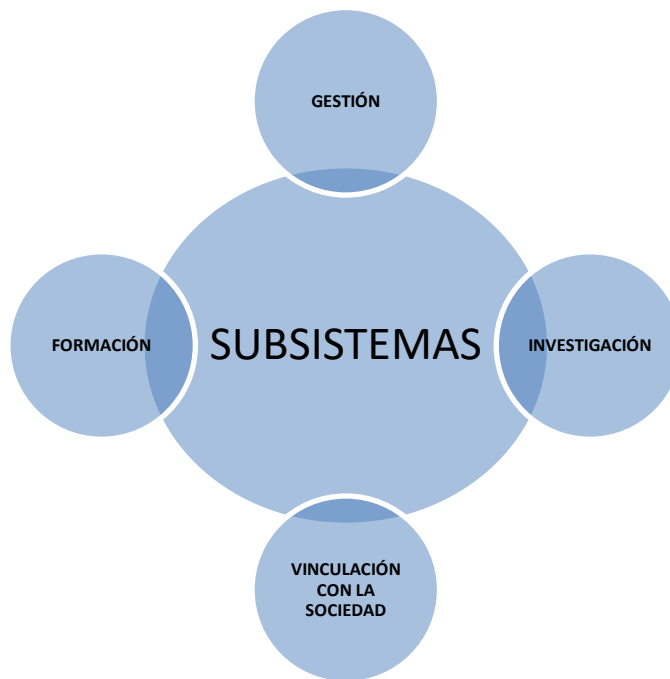 GESTIÓN
FORMACIÓN
SUBSISTEMAS
INVESTIGACIÓN
VINCULACIÓN
CON LA
SOCIEDAD